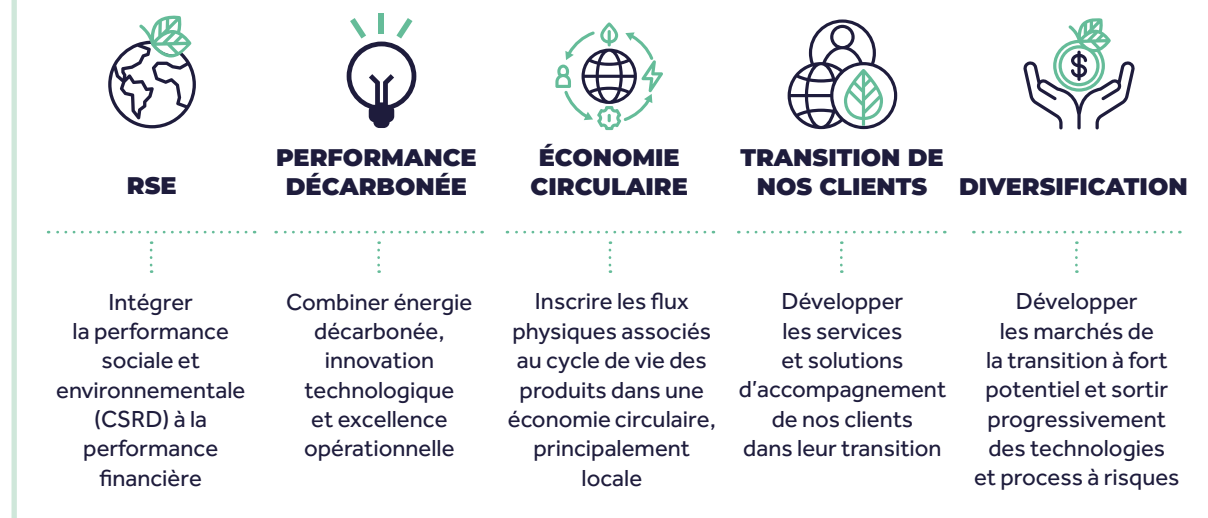 RSE
Intégrer
la performance
sociale et
environnementale
(CSRD) à la
performance
financière
PERFORMANCE
DÉCARBONÉE
Combiner énergie
décarbonée,
innovation
technologique
et excellence
opérationnelle
ÉCONOMIE
CIRCULAIRE
Inscrire les flux
physiques associés
au cycle de vie des
produits dans une
économie circulaire,
principalement
locale
TRANSITION DE
NOS CLIENTS
Développer
les services
et solutions
d’accompagnement
de nos clients
dans leur transition
$
DIVERSIFICATION
Développer
les marchés de
la transition à fort
potentiel et sortir
progressivement
des technologies
et process à risques